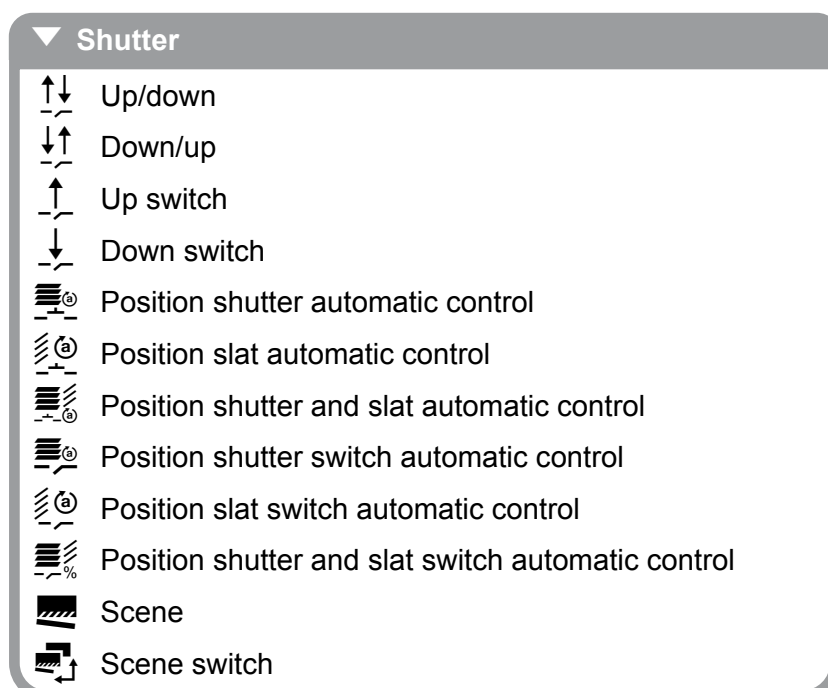 Shutter
Up/down
Down/up
Up switch
Down switch
Position shutter automatic control
Position slat automatic control
Position shutter and slat automatic control
Position shutter switch automatic control
Position slat switch automatic control
Position shutter and slat switch automatic control
Scene
Scene switch